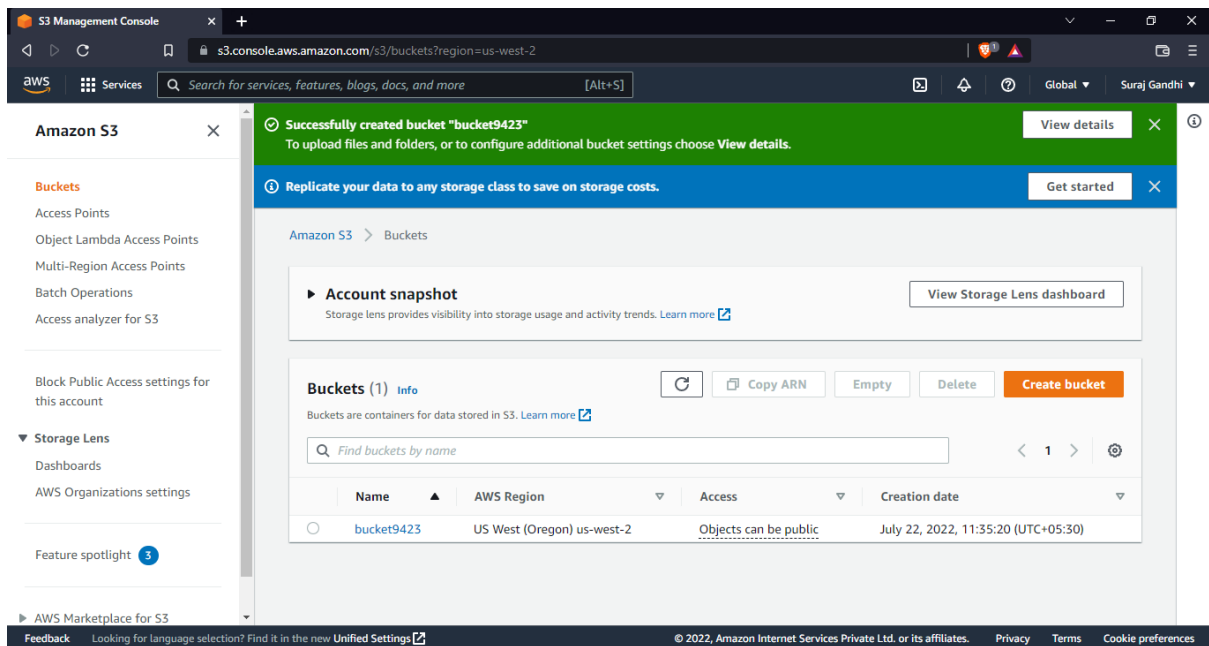 S3 Management Console
s3.console.aws.amazon.com/s3/buckets?region=us-west-2
1
aws
Services
Search for services, features, blogs, docs, and more
[Alt+S]
Global
Suraj Gandhi
Amazon S3
Buckets
Access Points
Object Lambda Access Points
Multi-Region Access Points
Batch Operations
Access analyzer for S3
Block Public Access settings for
this account
Storage Lens
Dashboards
AWS Organizations settings
Feature spotlight 3
AWS Marketplace for S3
Successfully created bucket "bucket9423"
To upload files and folders, or to configure additional bucket settings choose View details.
View details
Replicate your data to any storage class to save on storage costs.
Get started
Amazon S3 > Buckets
Account snapshot
Storage lens provides visibility into storage usage and activity trends. Learn more
View Storage Lens dashboard
Buckets (1) Info
Copy ARN
Empty
Delete
Create bucket
Buckets are containers for data stored in S3. Learn more
Find buckets by name
1
Name AWS Region Access Creation date
bucket9423 US West (Oregon) us-west-2 Objects can be public July 22, 2022, 11:35:20 (UTC+05:30)
Feedback Looking for language selection? Find it in the new Unified Settings © 2022, Amazon Internet Services Private Ltd. or its affiliates. Privacy Terms Cookie preferences